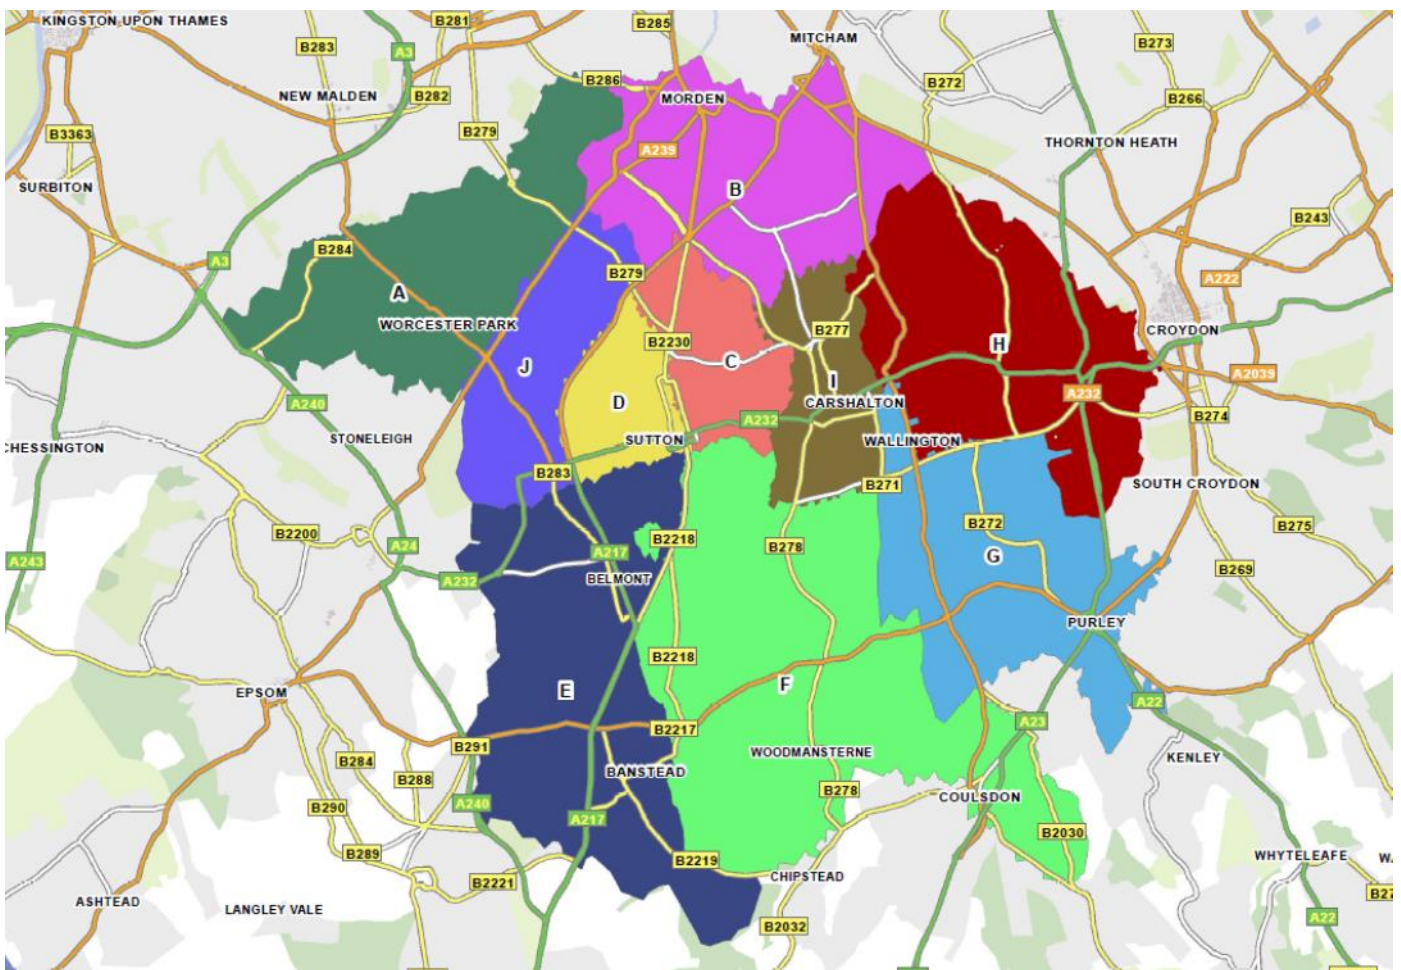 KINGSTON UPON THAMES
B281
B285
MITCHAM
B283
A3
B273
B286
B272
NEW MALDEN
B282
MORDEN
B266
B3363
B279
THORNTON HEATH
A239
SURBITON
B
B243
B284
A3
B279
A222
A
WORCESTER PARK
B277
CROYDON
B2230
H
J
C
I
A2039
A240
D
CARSHALTON
A232
A232
B274
STONELEIGH
SUTTON
WALLINGTON
CHESSINGTON
B283
B271
SOUTH CROYDON
B272
B275
B2200
B2218
B278
A24
A217
G
A243
A232
BELMONT
B269
PURLEY
B2218
E
F
EPSOM
A22
A23
B2217
B291
WOODMANSTERNE
KENLEY
B284
BANSTEAD
B288
B278
COULSDON
B290
A240
A217
B2030
B289
B2219
WHYTELEAFE
CHIPSTEAD
B2221
ASHTEAD
LANGLEY VALE
A22
B2032